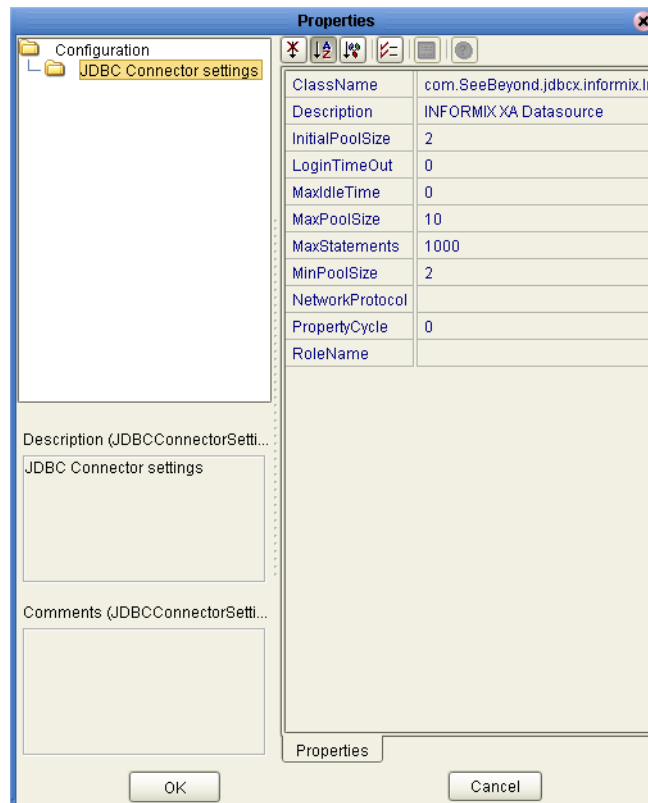 Properties
Configuration
JDBC Connector settings
ClassName com.SeeBeyond.jdbcx.informix.I
Description INFORMIX XA Datasource
InitialPoolSize 2
LoginTimeOut 0
MaxIdleTime 0
MaxPoolSize 10
MaxStatements 1000
MinPoolSize 2
NetworkProtocol
PropertyCycle 0
RoleName
Description (JDBCConnectorSetti...
JDBC Connector settings
Comments (JDBCConnectorSetti...
Properties
OK Cancel